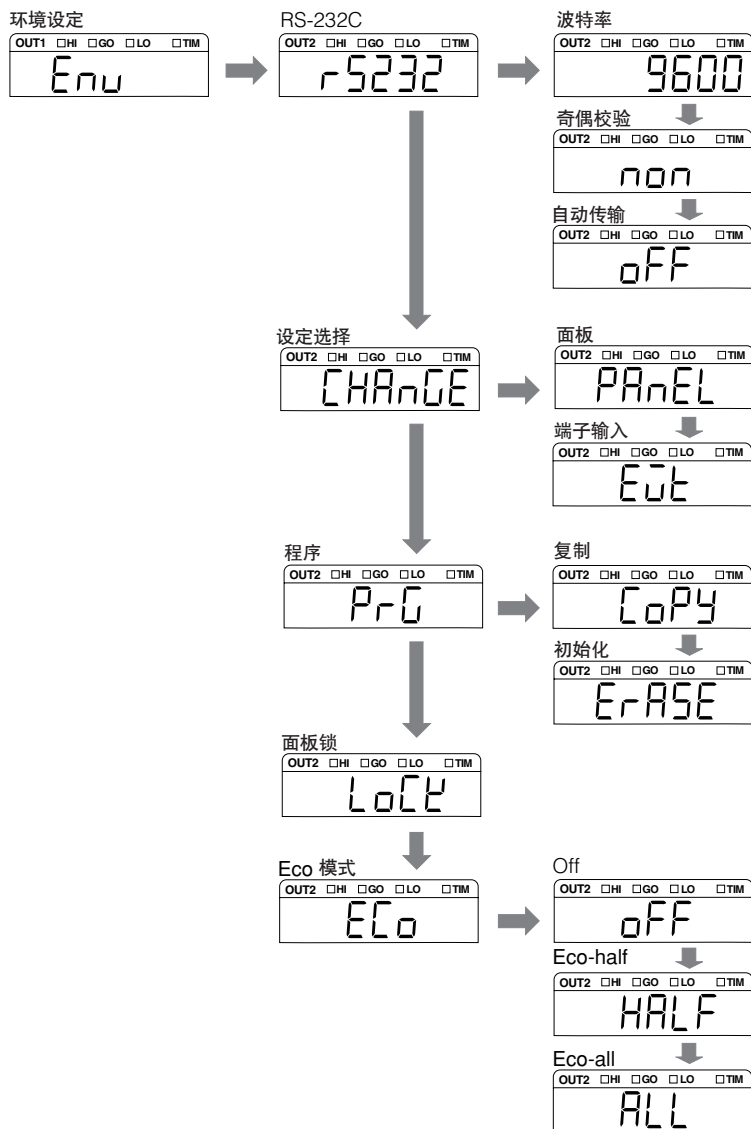 环境设定
OUT1 □HI □GO □LO □TIM
Env
RS-232C
OUT2 □HI □GO □LO □TIM
rS232
波特率
OUT2 □HI □GO □LO □TIM
9600
奇偶校验
OUT2 □HI □GO □LO □TIM
non
自动传输
OUT2 □HI □GO □LO □TIM
oFF
设定选择
OUT2 □HI □GO □LO □TIM
CHAnGE
面板
OUT2 □HI □GO □LO □TIM
PAnEL
端子输入
OUT2 □HI □GO □LO □TIM
程序
OUT2 □HI □GO □LO □TIM
PrG
复制
OUT2 □HI □GO □LO □TIM
CoPY
初始化
OUT2 □HI □GO □LO □TIM
ErASE
面板锁
OUT2 □HI □GO □LO □TIM
LoCK
Eco 模式
OUT2 □HI □GO □LO □TIM
ECo
Off
OUT2 □HI □GO □LO □TIM
oFF
Eco-half
OUT2 □HI □GO □LO □TIM
HALF
Eco-all
OUT2 □HI □GO □LO □TIM
ALL